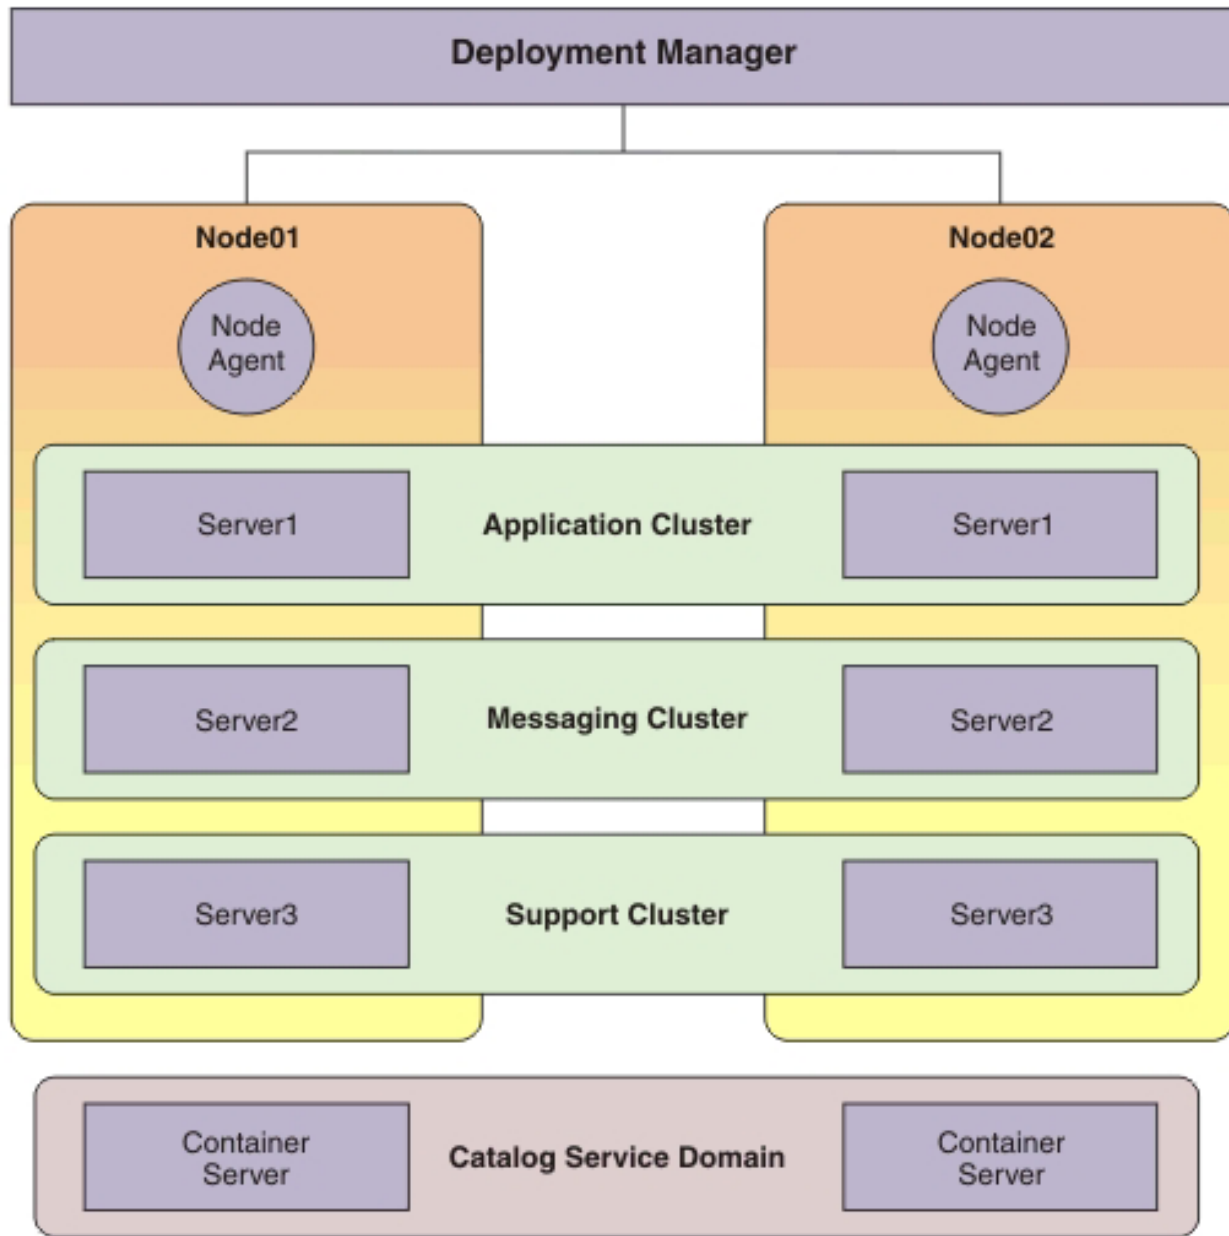 Deployment Manager
Node01
Node02
Node
Agent
Node
Agent
Server1
Application Cluster
Server1
Server2
Messaging Cluster
Server2
Server3
Support Cluster
Server3
Container
Server
Catalog Service Domain
Container
Server